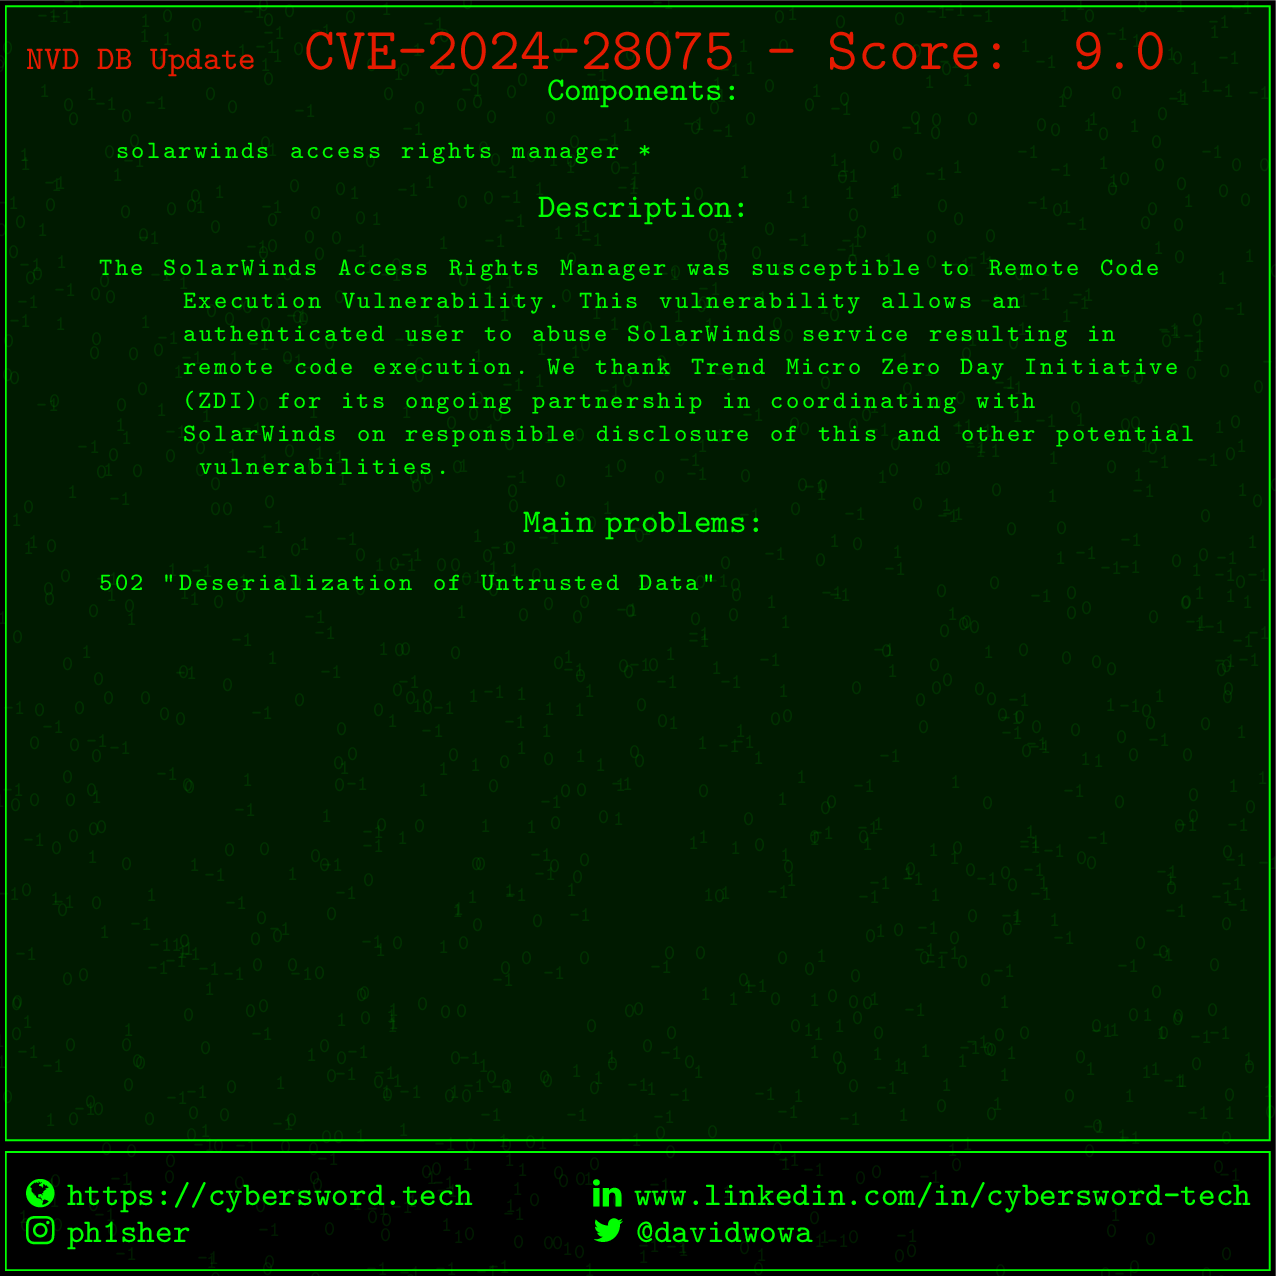 NVD DB Update CVE-2024-28075 - Score: 9.0
Components:
solarwinds access rights manager *
Description:
The SolarWinds Access Rights Manager was susceptible to Remote Code
Execution Vulnerability. This vulnerability allows an
authenticated user to abuse SolarWinds service resulting in
remote code execution. We thank Trend Micro Zero Day Initiative
(ZDI) for its ongoing partnership in coordinating with
SolarWinds on responsible disclosure of this and other potential
vulnerabilities.
Main problems:
502 "Deserialization of Untrusted Data"
https://cybersword.tech
www.linkedin.com/in/cybersword-tech
ph1sher
@davidwowa